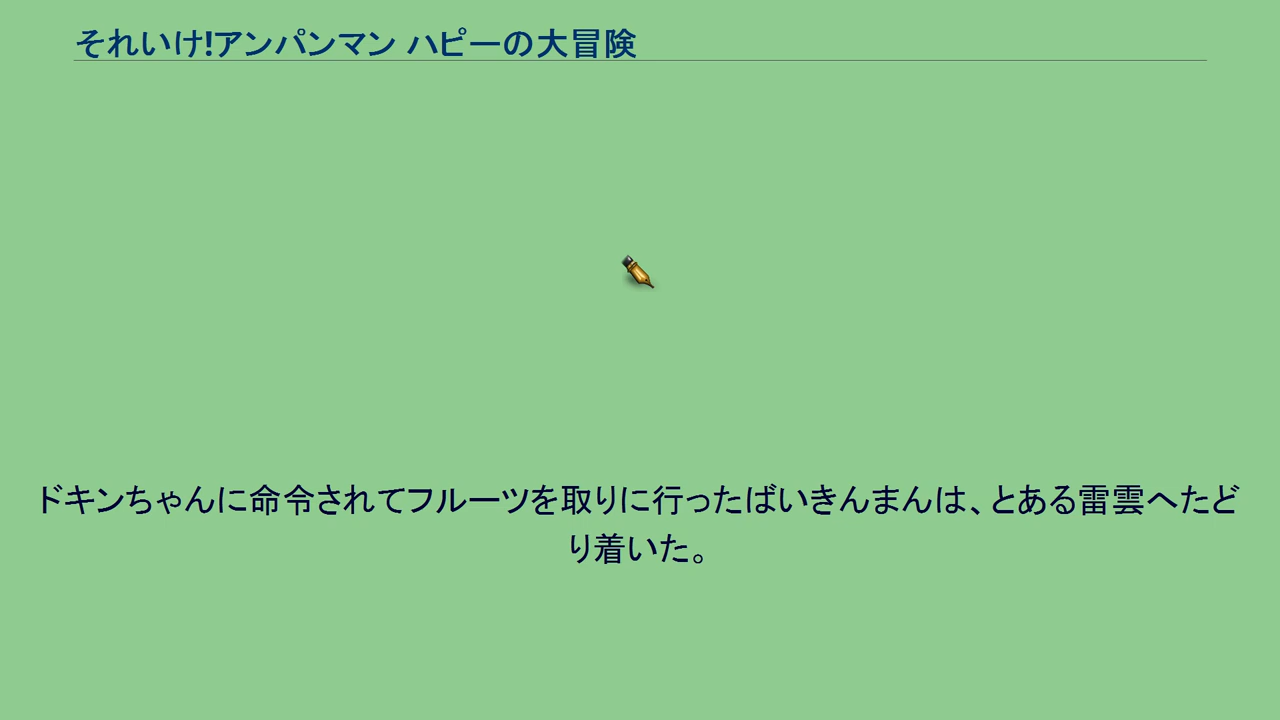 それいけ!アンパンマン ハピーの大冒険
ドキンちゃんに命令されてフルーツを取りに行ったばいきんまんは、とある雷雲へたど
り着いた。